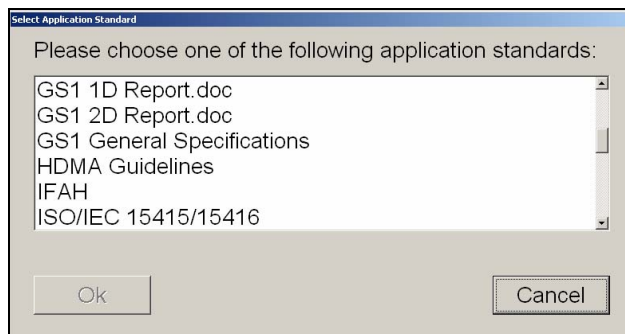 Select Application Standard
Please choose one of the following application standards:
GS1 1D Report.doc
GS1 2D Report.doc
GS1 General Specifications
HDMA Guidelines
IFAH
ISO/IEC 15415/15416
Ok
Cancel